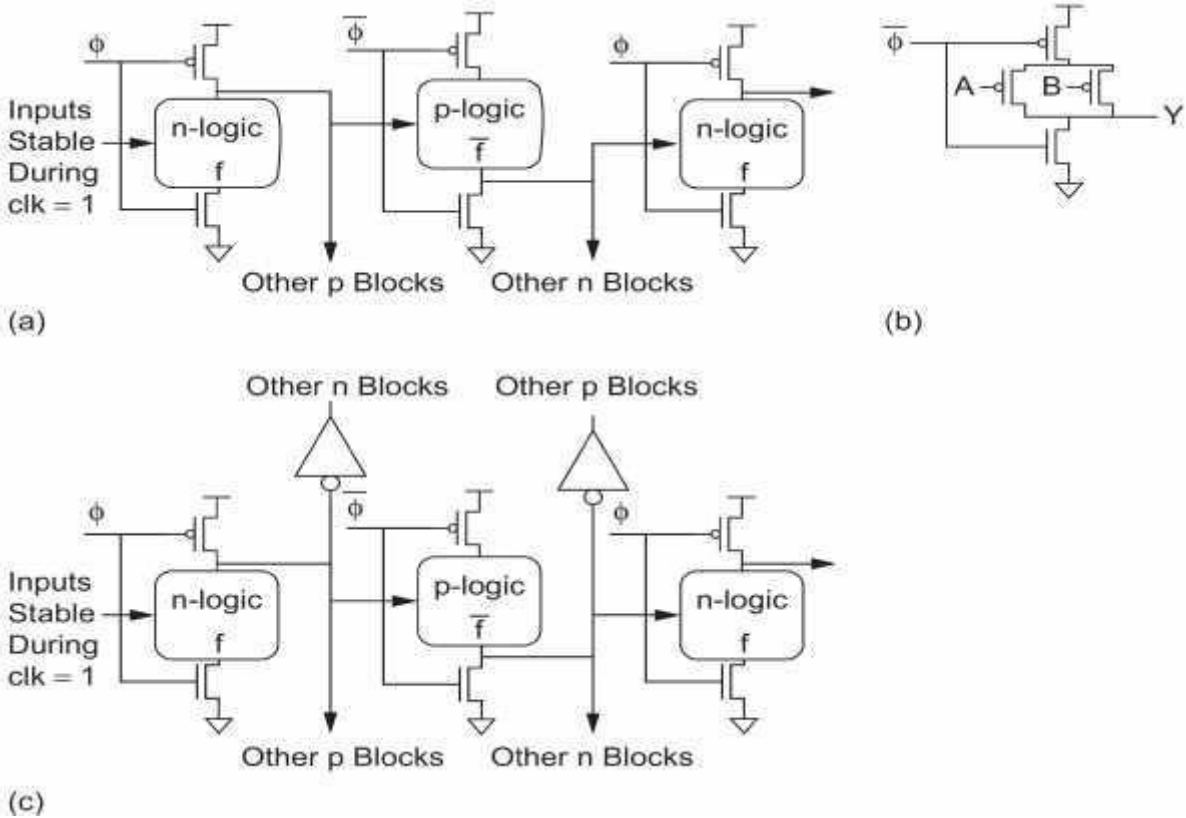 ϕ
Inputs
Stable
During
clk = 1
n-logic
f
ϕ̅
p-logic
f̅
ϕ
n-logic
f
Other p Blocks
Other n Blocks
(a)
ϕ̅
A
B
Y
(b)
Other n Blocks
Other p Blocks
ϕ
Inputs
Stable
During
clk = 1
n-logic
f
ϕ̅
p-logic
f̅
ϕ
n-logic
f
Other p Blocks
Other n Blocks
(c)